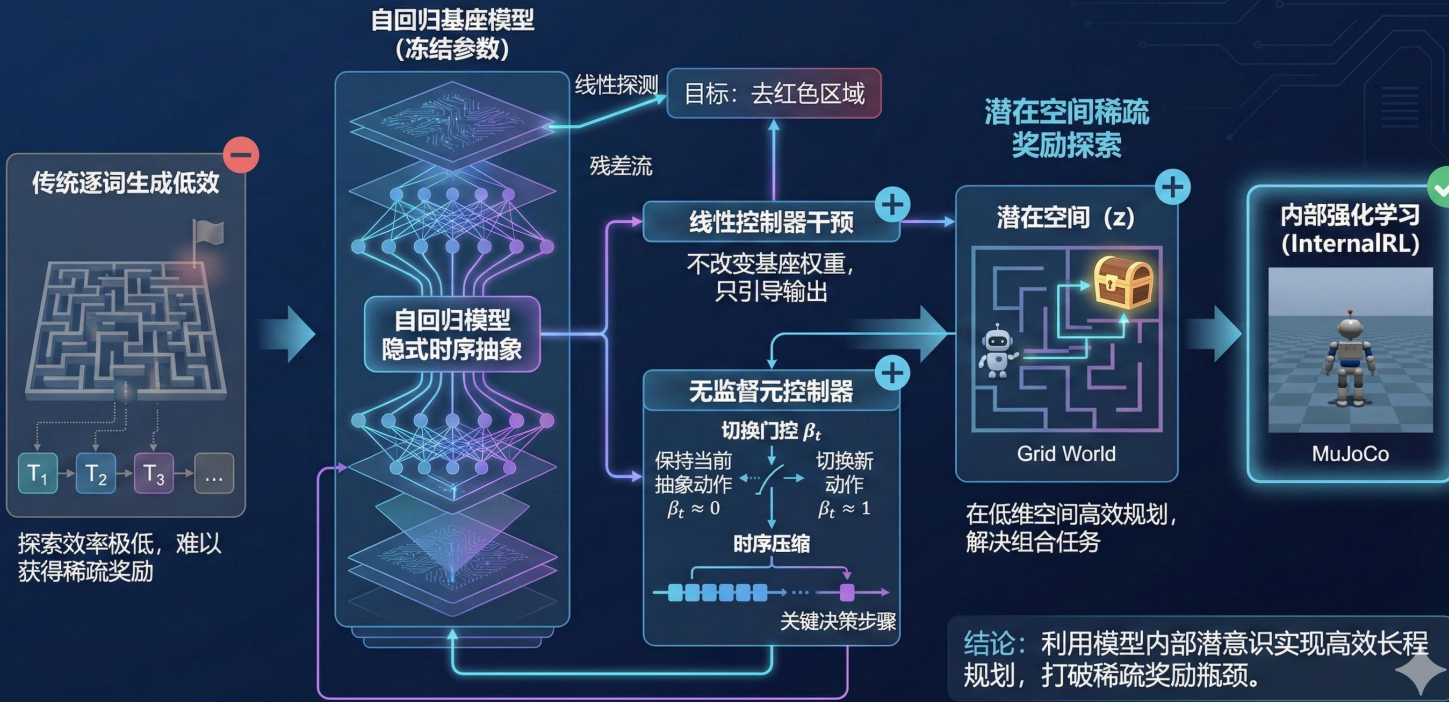 传统逐词生成低效
T1
T2
T3
...
探索效率极低，难以
获得稀疏奖励
自回归基座模型
(冻结参数)
自回归模型
隐式时序抽象
线性探测
目标：去红色区域
残差流
线性控制器干预
不改变基座权重，
只引导输出
无监督元控制器
切换门控 βt
保持当前
抽象动作
βt ≈ 0
切换新
动作
βt ≈ 1
时序压缩
...
关键决策步骤
潜在空间稀疏
奖励探索
潜在空间（z）
Grid World
在低维空间高效规划，
解决组合任务
内部强化学习
(InternalRL)
MuJoCo
结论：利用模型内部潜意识实现高效长程
规划，打破稀疏奖励瓶颈。